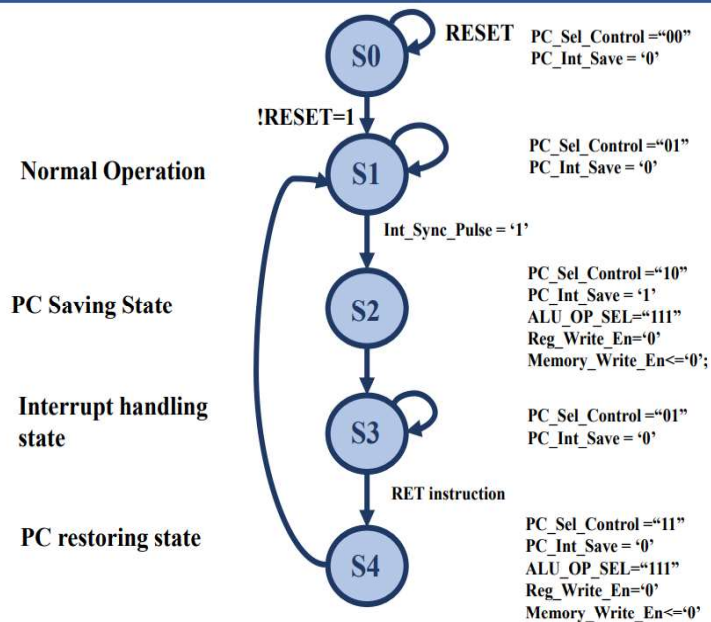 S0
RESET
PC_Sel_Control =“00”
PC_Int_Save = ‘0’
!RESET=1
Normal Operation
S1
PC_Sel_Control =“01”
PC_Int_Save = ‘0’
Int_Sync_Pulse = ‘1’
PC Saving State
S2
PC_Sel_Control =“10”
PC_Int_Save = ‘1’
ALU_OP_SEL=“111”
Reg_Write_En=‘0’
Memory_Write_En<=‘0’;
Interrupt handling
state
S3
PC_Sel_Control =“01”
PC_Int_Save = ‘0’
RET instruction
PC restoring state
S4
PC_Sel_Control =“11”
PC_Int_Save = ‘0’
ALU_OP_SEL=“111”
Reg_Write_En=‘0’
Memory_Write_En<=‘0’